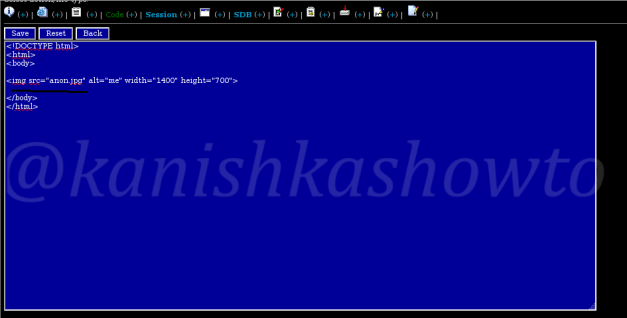 Code (+) | Session (+) | (+) | SDB (+) | (+) | (+) | (+) | (+) | (+) |
Save Reset Back
<!DOCTYPE html>
<html>
<body>
<img src="anon.jpg" alt="me" width="1400" height="700">
</body>
</html>
@kanishkashowto